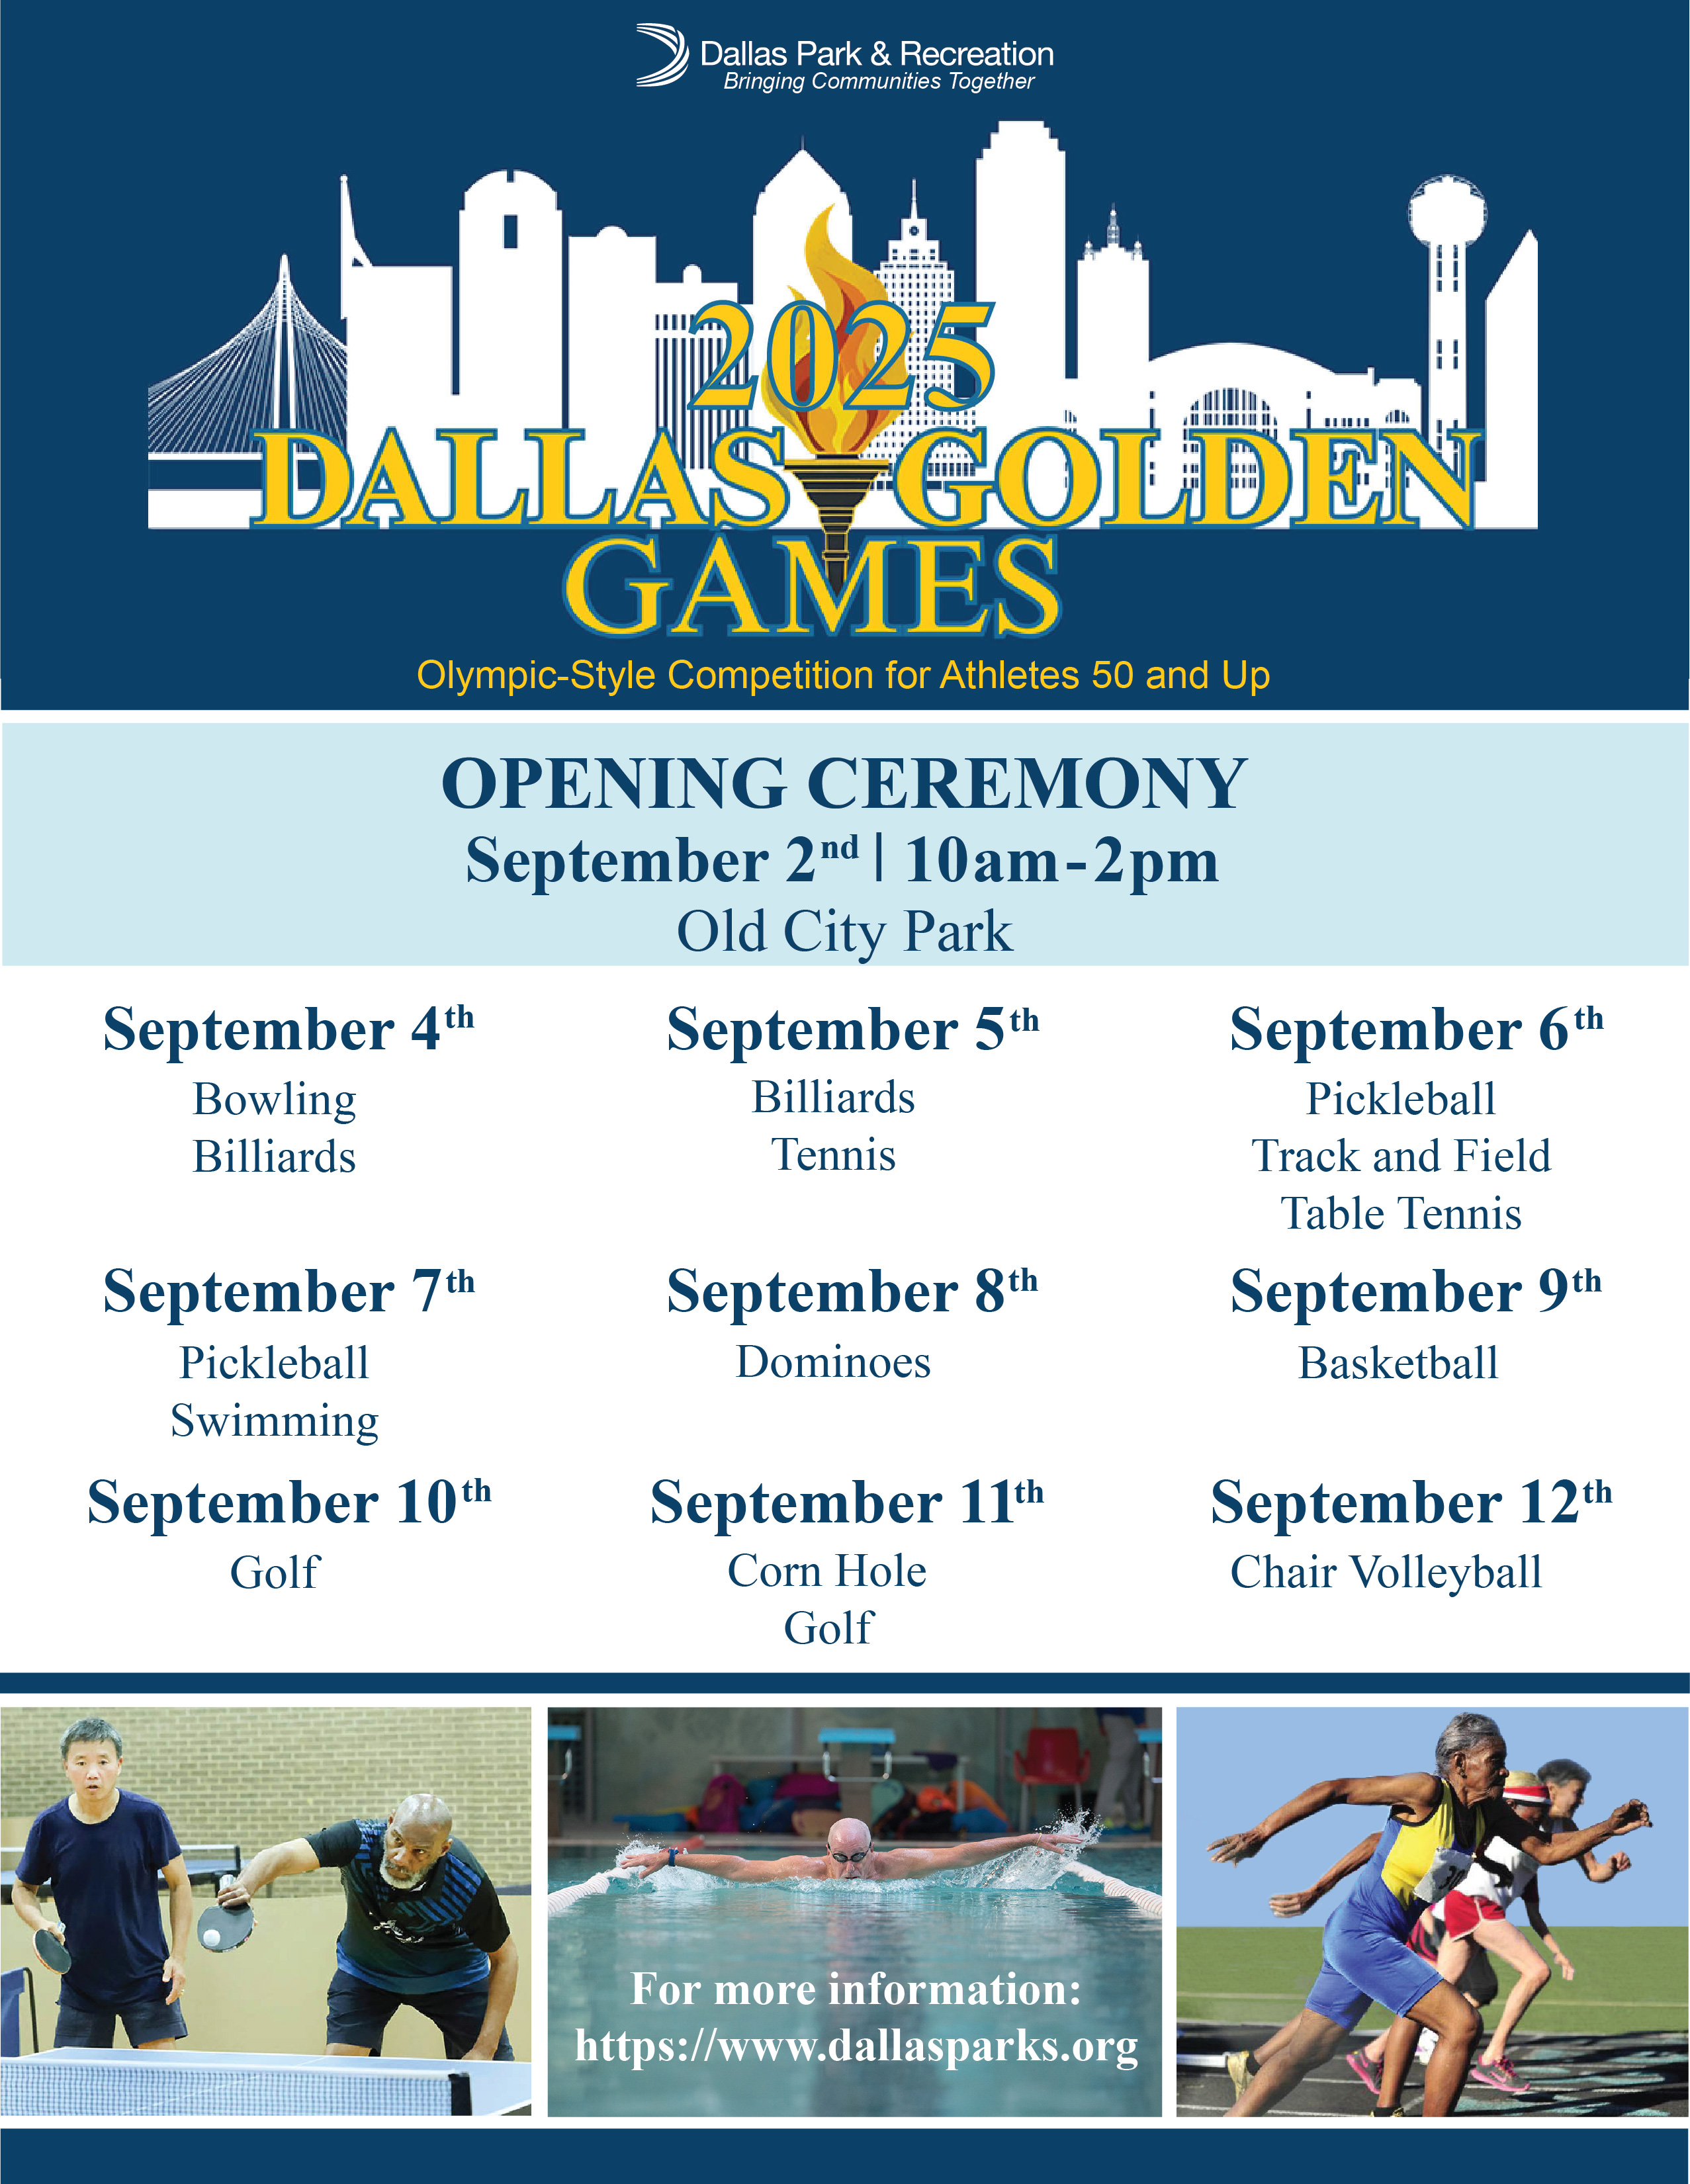 Dallas Park & Recreation
Bringing Communities Together
2025
DALLAS GOLDEN
GAMES
Olympic-Style Competition for Athletes 50 and Up
OPENING CEREMONY
September 2nd | 10am-2pm
Old City Park
September 4th
Bowling
Billiards
September 5th
Billiards
Tennis
September 6th
Pickleball
Track and Field
Table Tennis
September 7th
Pickleball
Swimming
September 8th
Dominoes
September 9th
Basketball
September 10th
Golf
September 11th
Corn Hole
Golf
September 12th
Chair Volleyball
For more information:
https://www.dallasparks.org